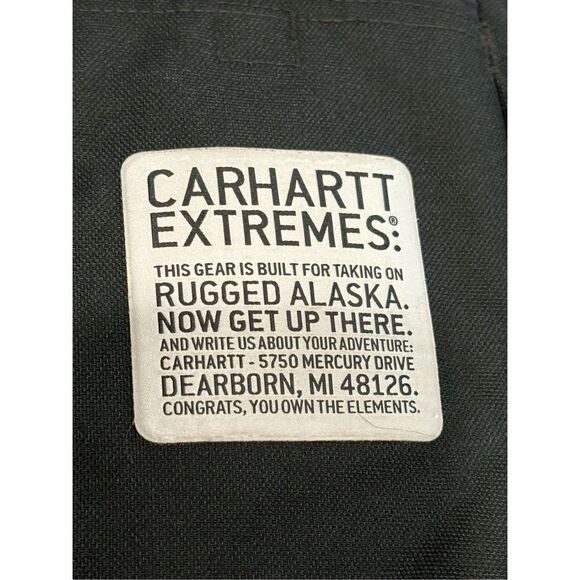 CARHARTT
EXTREMES®:
THIS GEAR IS BUILT FOR TAKING ON
RUGGED ALASKA.
NOW GET UP THERE.
AND WRITE US ABOUT YOUR ADVENTURE:
CARHARTT - 5750 MERCURY DRIVE
DEARBORN, MI 48126.
CONGRATS, YOU OWN THE ELEMENTS.